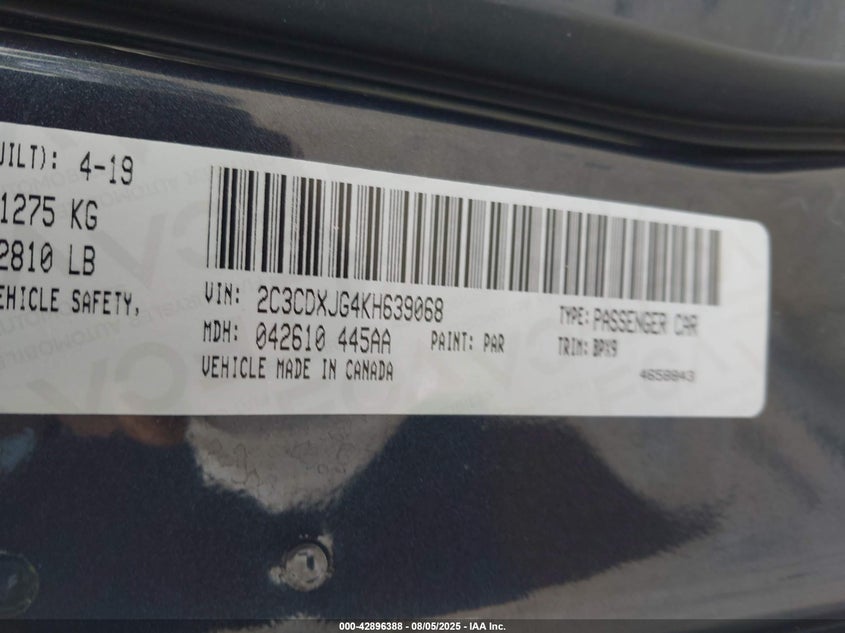 UILT): 4-19
1275 KG
2810 LB
EHICLE SAFETY,
VIN: 2C3CDXJG4KH639068
MDH: 042610 445AA
PAINT: PAR
VEHICLE MADE IN CANADA
TYPE: PASSENGER CAR
TRIM: BPX9
4658843
000-42896388 - 08/05/2025 - IAA Inc.